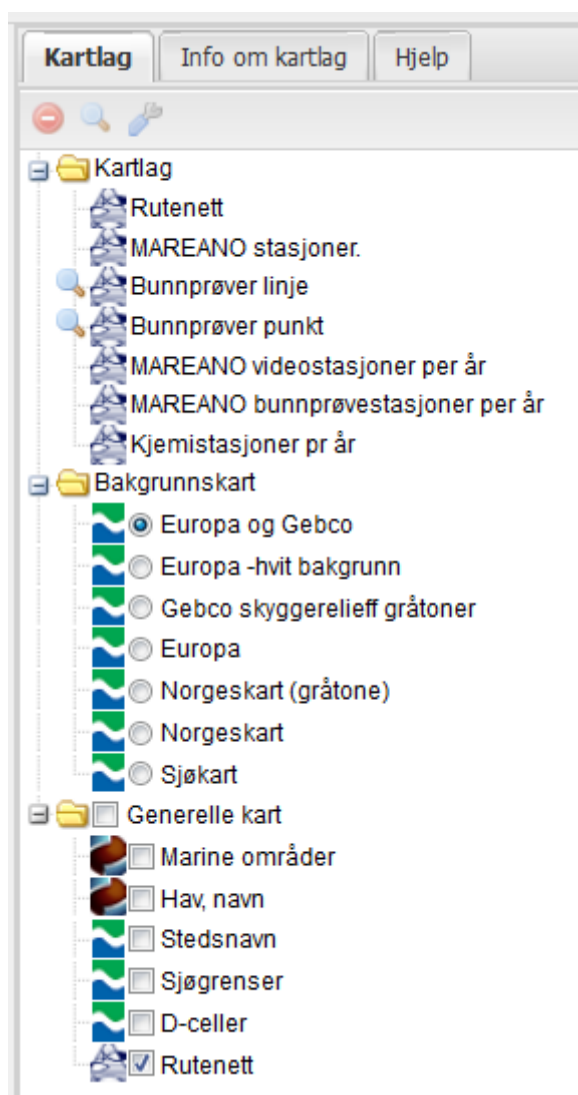 Kartlag Info om kartlag Hjelp
Kartlag
Rutenett
MAREANO stasjoner.
Bunnprøver linje
Bunnprøver punkt
MAREANO videostasjoner per år
MAREANO bunnprøvestasjoner per år
Kjemistasjoner pr år
Bakgrunnskart
Europa og Gebco
Europa -hvit bakgrunn
Gebco skyggerelieff gråtoner
Europa
Norgeskart (gråtone)
Norgeskart
Sjøkart
Generelle kart
Marine områder
Hav, navn
Stedsnavn
Sjøgrenser
D-celler
Rutenett